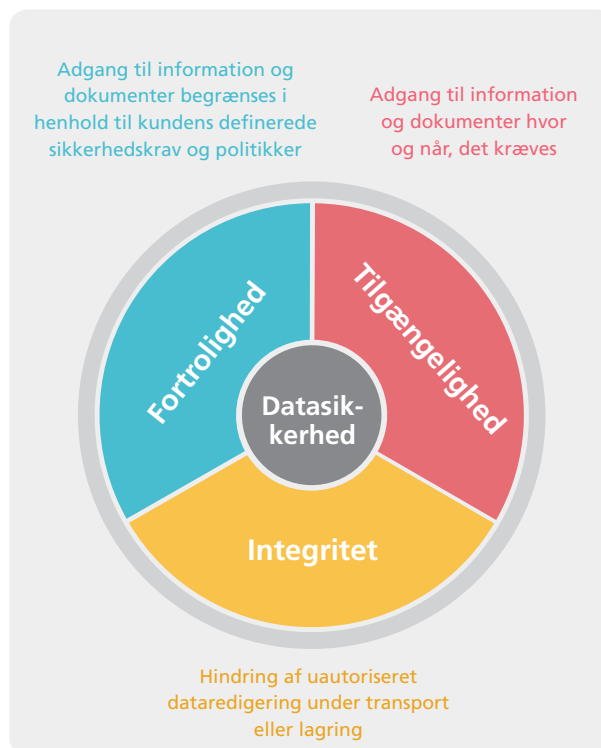 Adgang til information og
dokumenter begrænses i
henhold til kundens definerede
sikkerhedskrav og politikker
Adgang til information
og dokumenter hvor
og når, det kræves
Fortrolighed
Tilgængelighed
Datasik-
kerhed
Integritet
Hindring af uautoriseret
dataredigering under transport
eller lagring